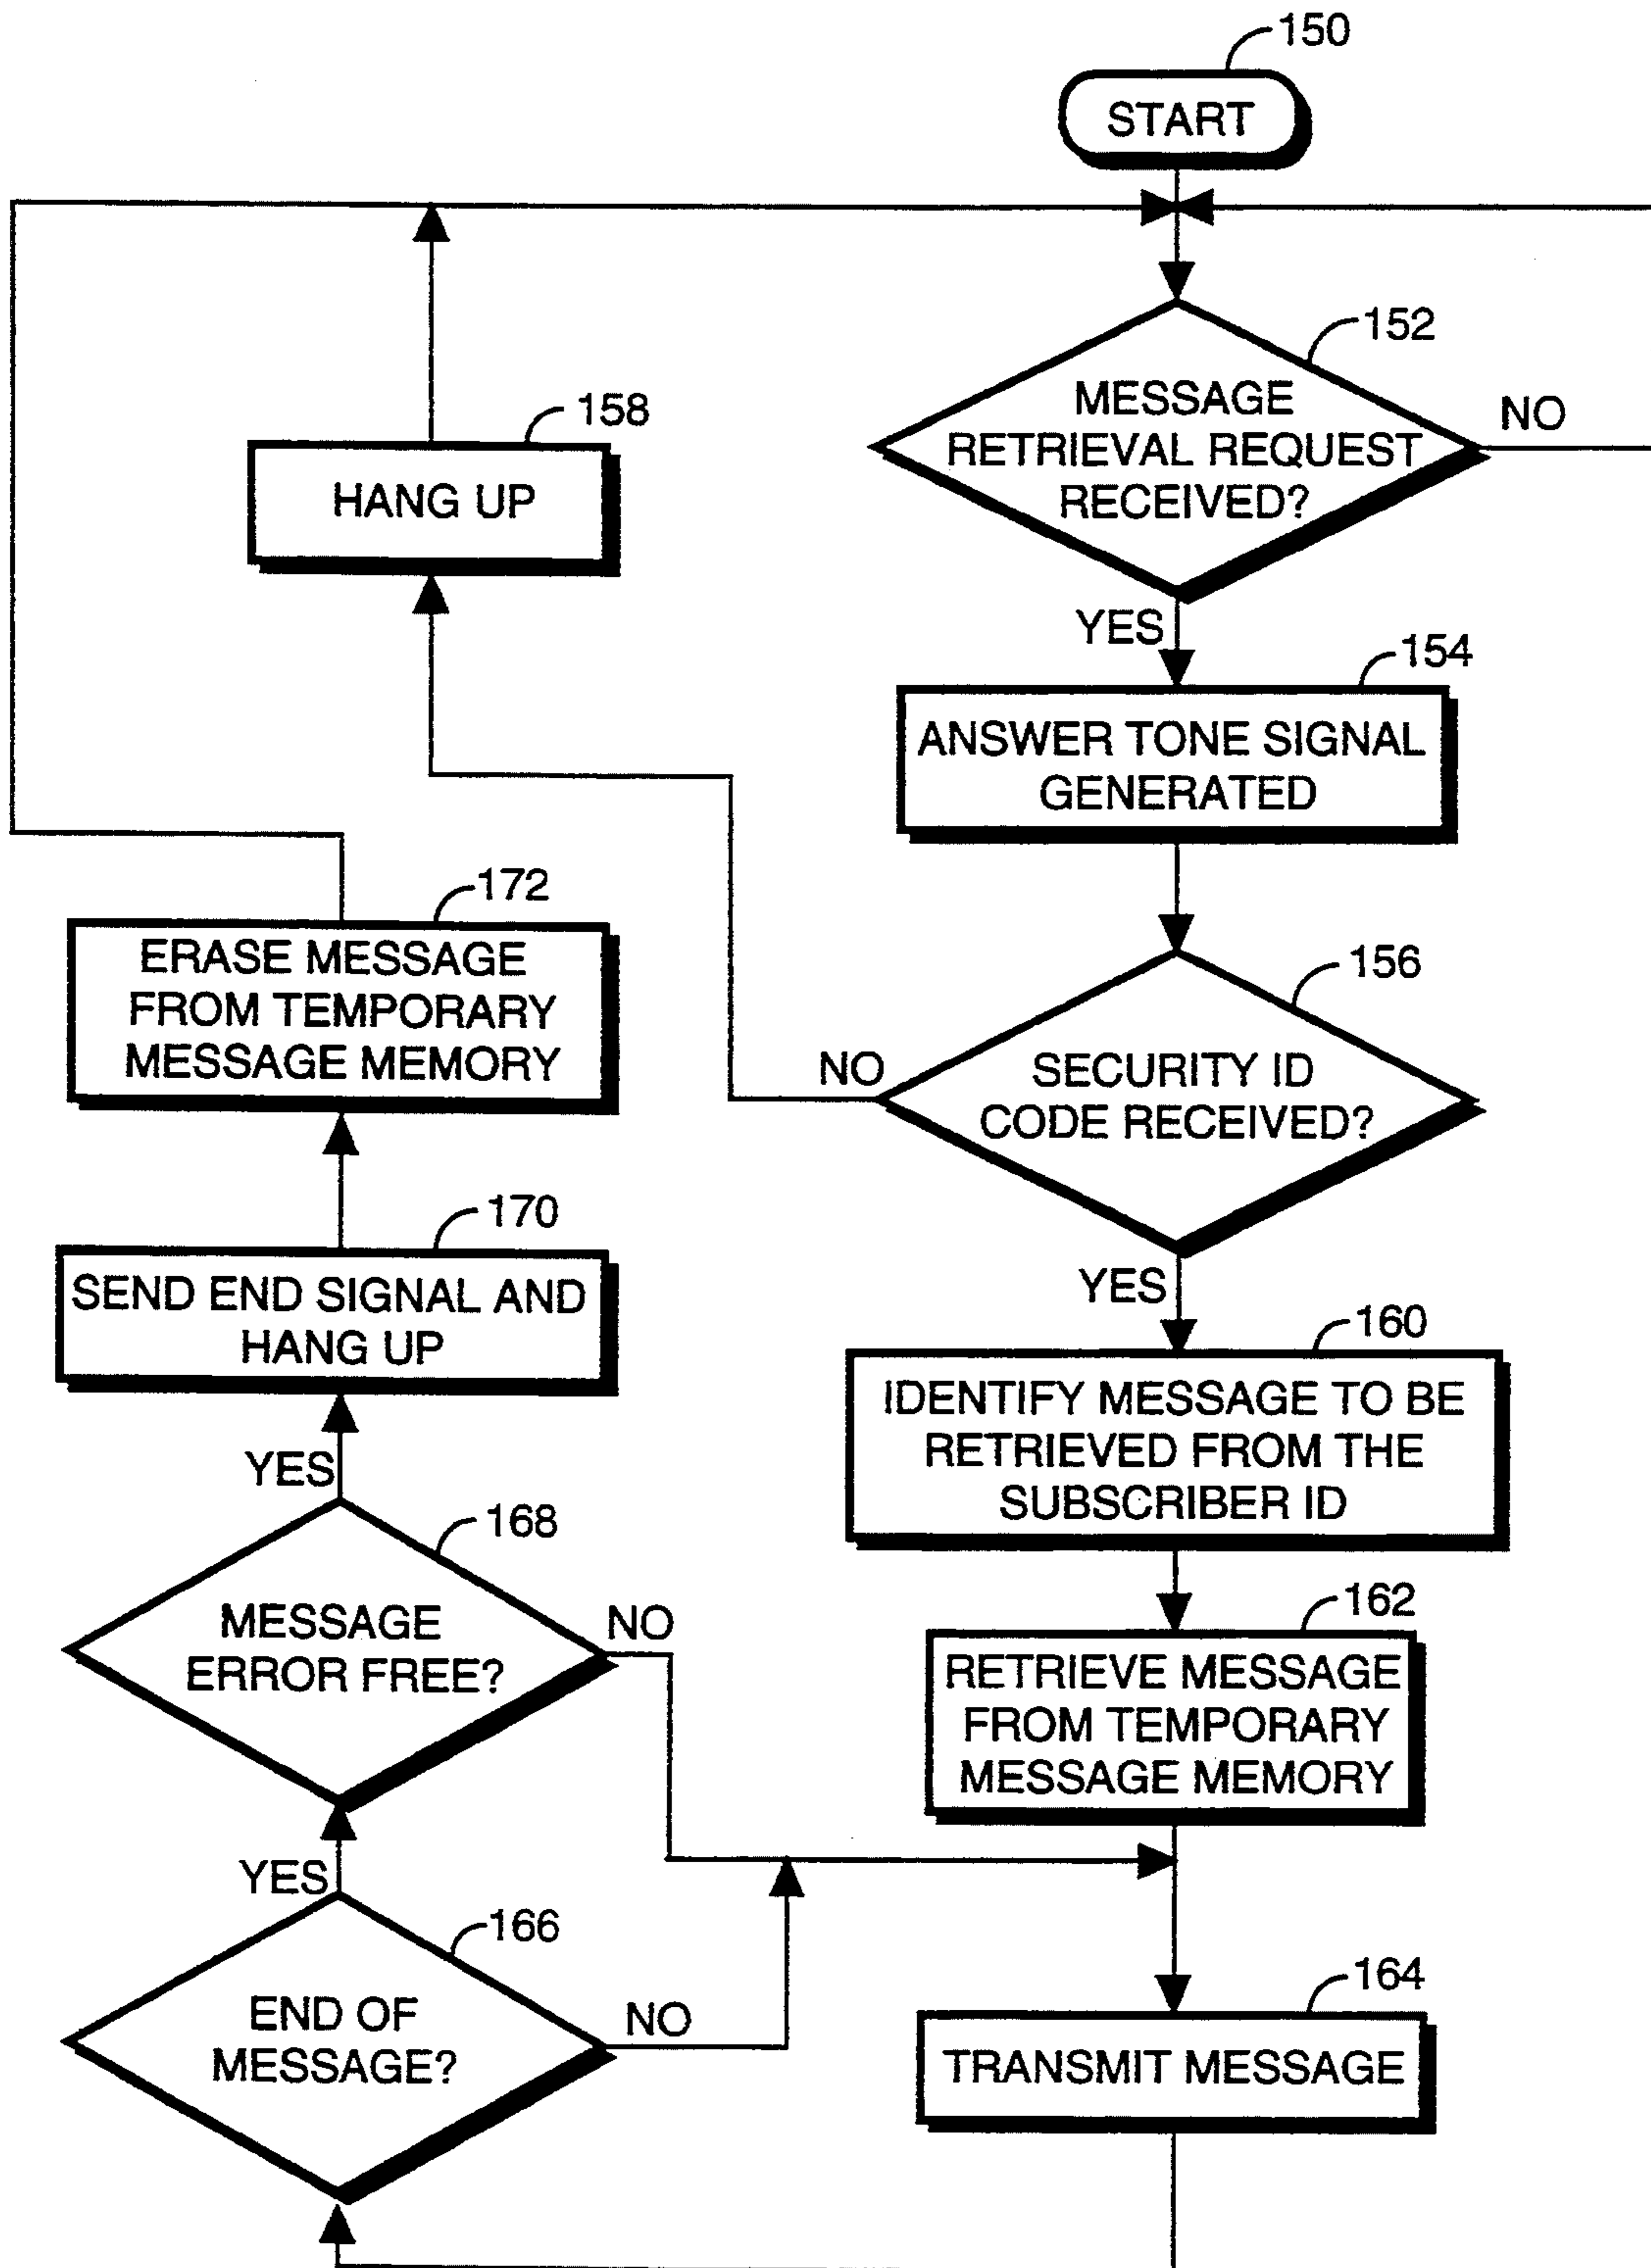 150
START
152
MESSAGE
RETRIEVAL REQUEST
RECEIVED?
NO
YES
154
ANSWER TONE SIGNAL
GENERATED
156
SECURITY ID
CODE RECEIVED?
NO
158
HANG UP
YES
160
IDENTIFY MESSAGE TO BE
RETRIEVED FROM THE
SUBSCRIBER ID
162
RETRIEVE MESSAGE
FROM TEMPORARY
MESSAGE MEMORY
164
TRANSMIT MESSAGE
166
END OF
MESSAGE?
NO
YES
168
MESSAGE
ERROR FREE?
NO
YES
170
SEND END SIGNAL AND
HANG UP
172
ERASE MESSAGE
FROM TEMPORARY
MESSAGE MEMORY